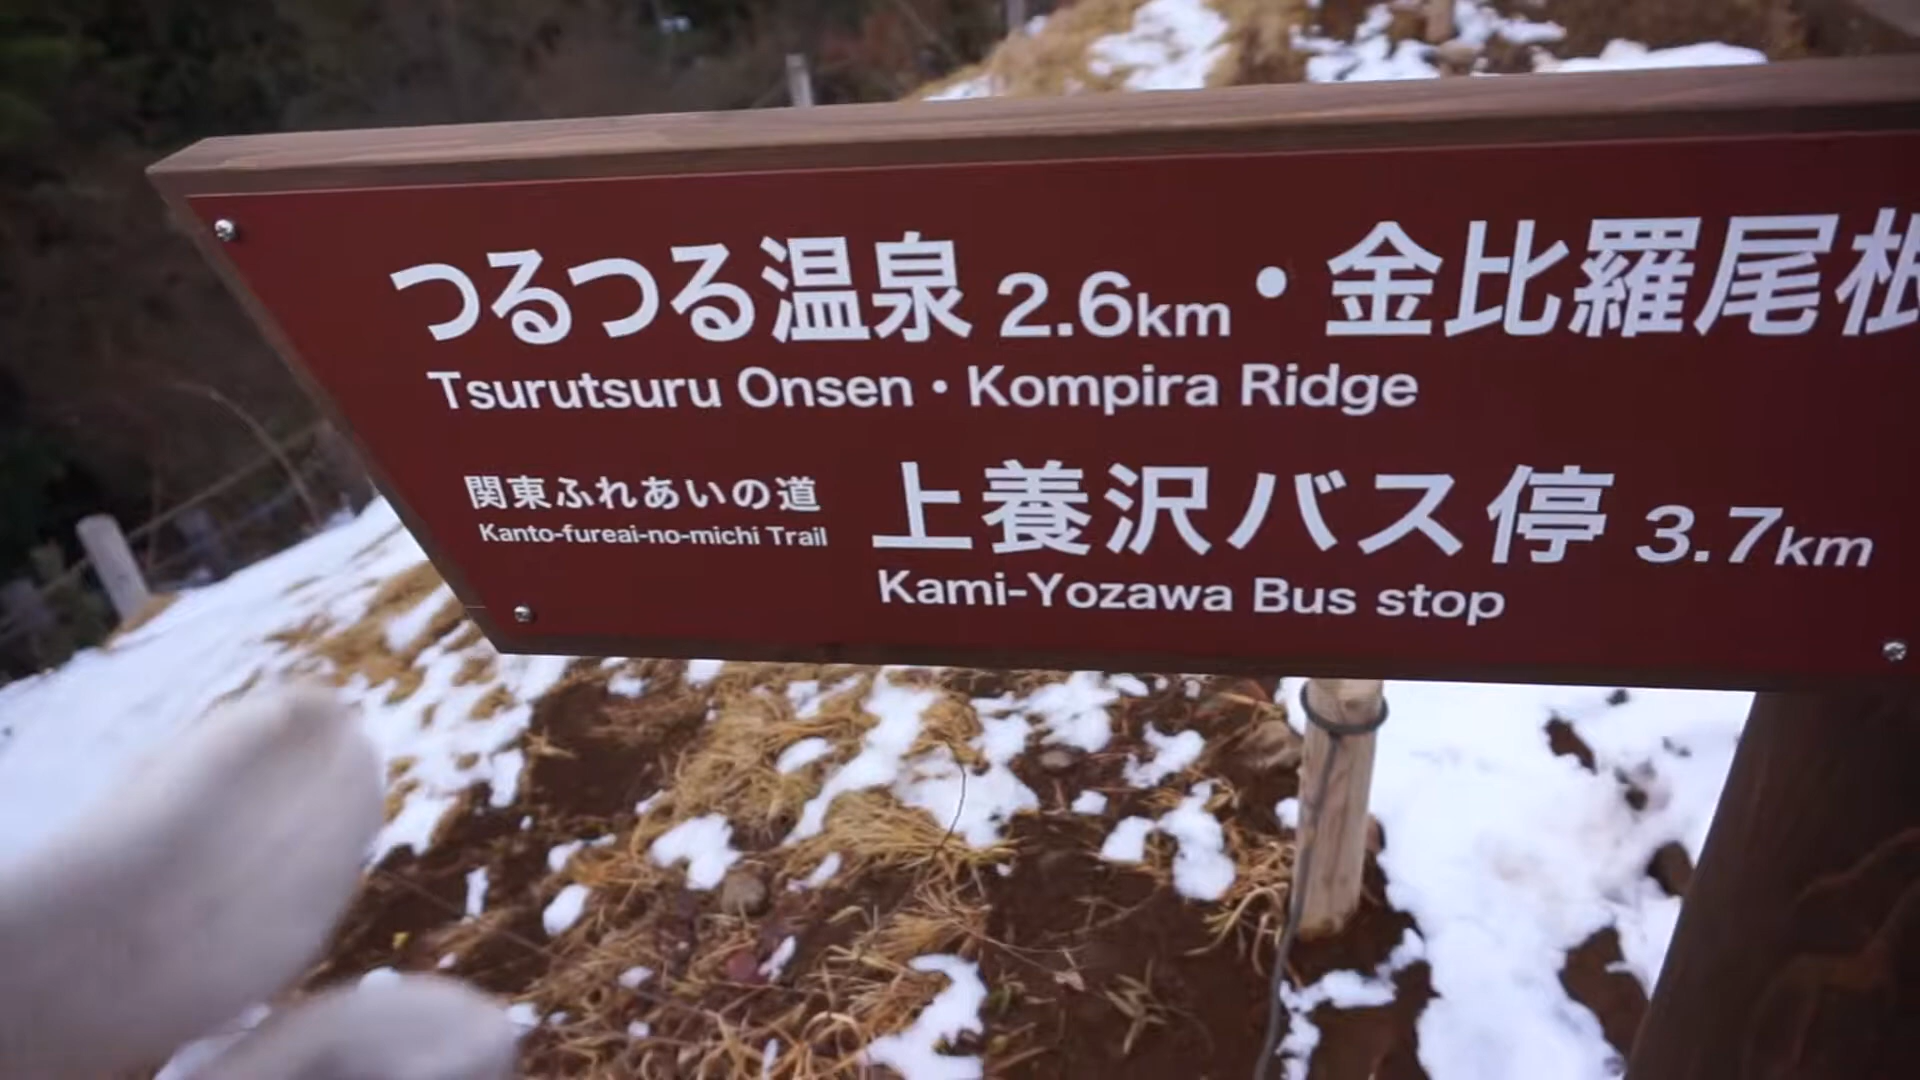 つるつる温泉 2.6km・金比羅尾根
Tsurutsuru Onsen・Kompira Ridge
関東ふれあいの道 上養沢バス停 3.7km
Kanto-fureai-no-michi Trail
Kami-Yozawa Bus stop